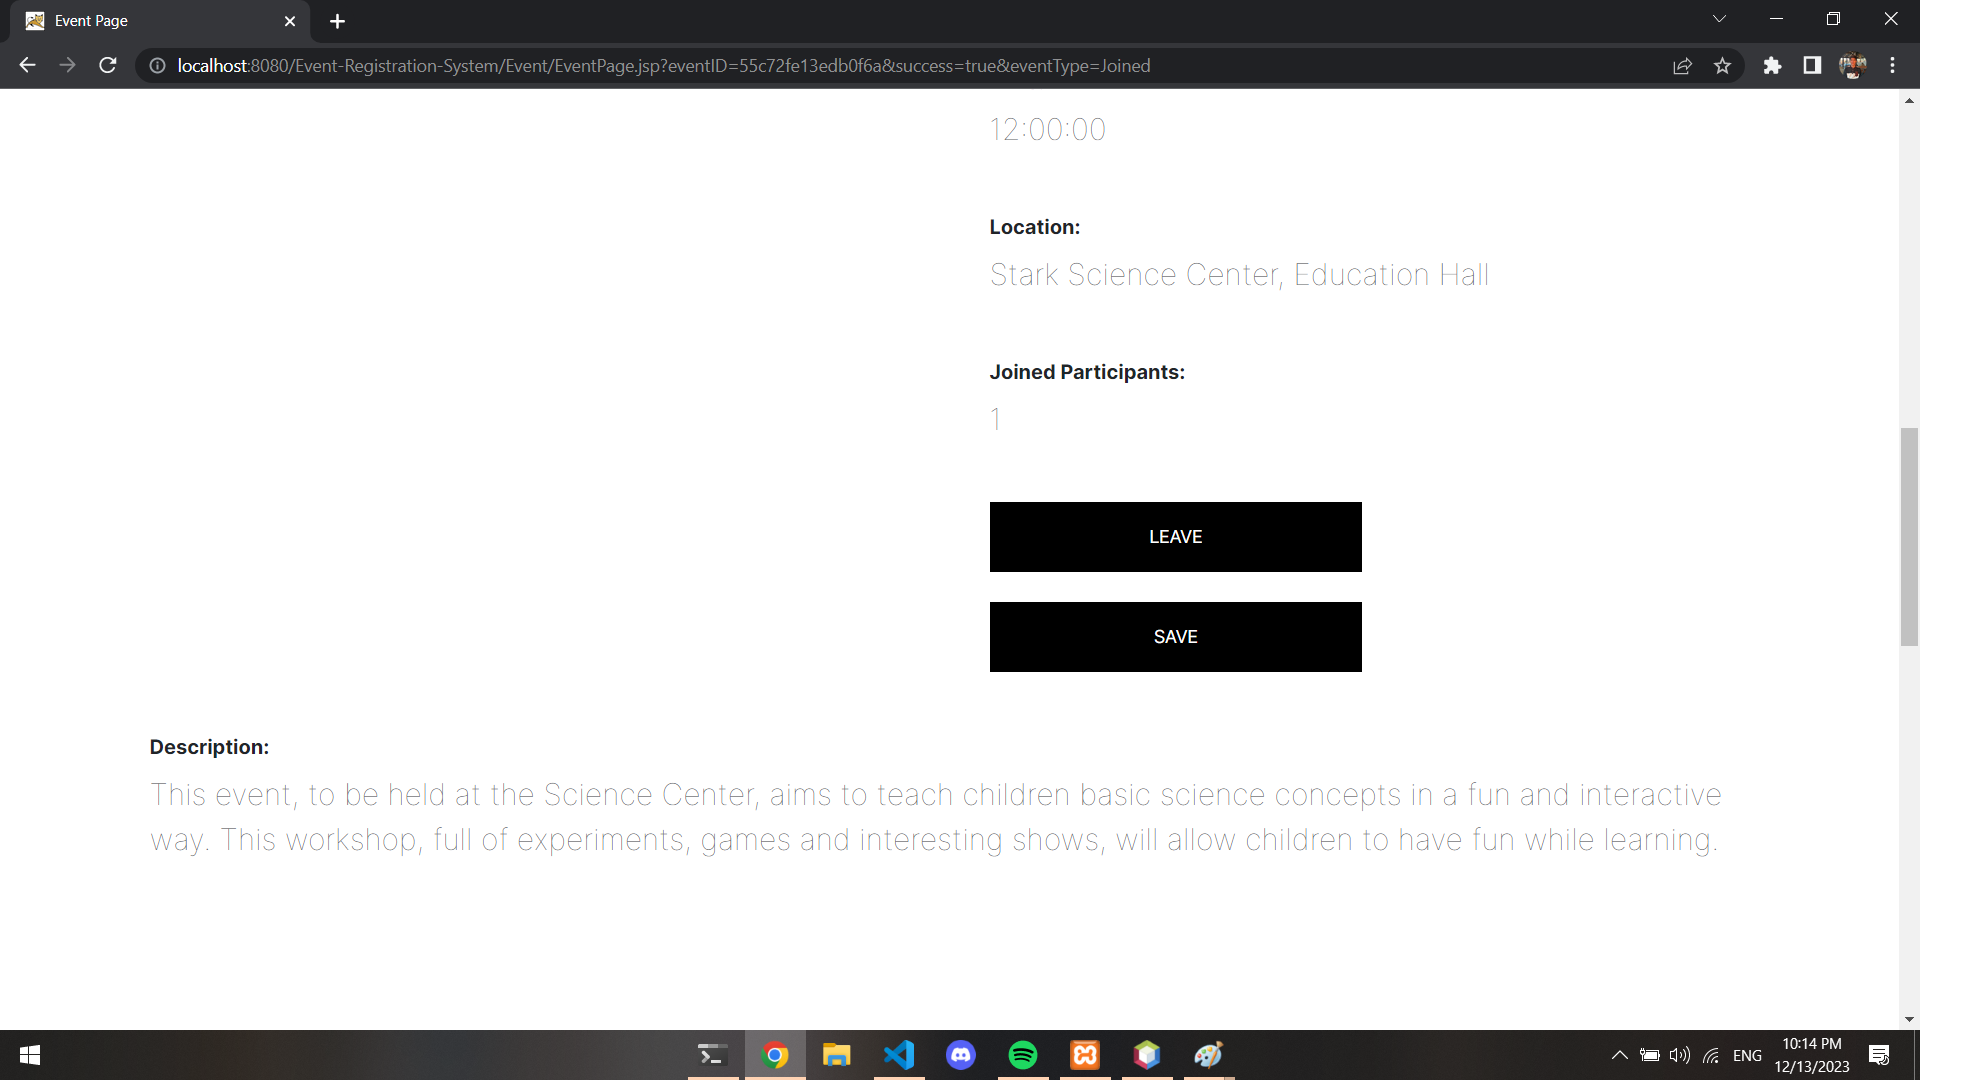 Event Page
localhost:8080/Event-Registration-System/Event/EventPage.jsp?eventID=55c72fe13edb0f6a&success=true&eventType=Joined
12:00:00
Location:
Stark Science Center, Education Hall
Joined Participants:
1
LEAVE
SAVE
Description:
This event, to be held at the Science Center, aims to teach children basic science concepts in a fun and interactive
way. This workshop, full of experiments, games and interesting shows, will allow children to have fun while learning.
ENG
10:14 PM
12/13/2023